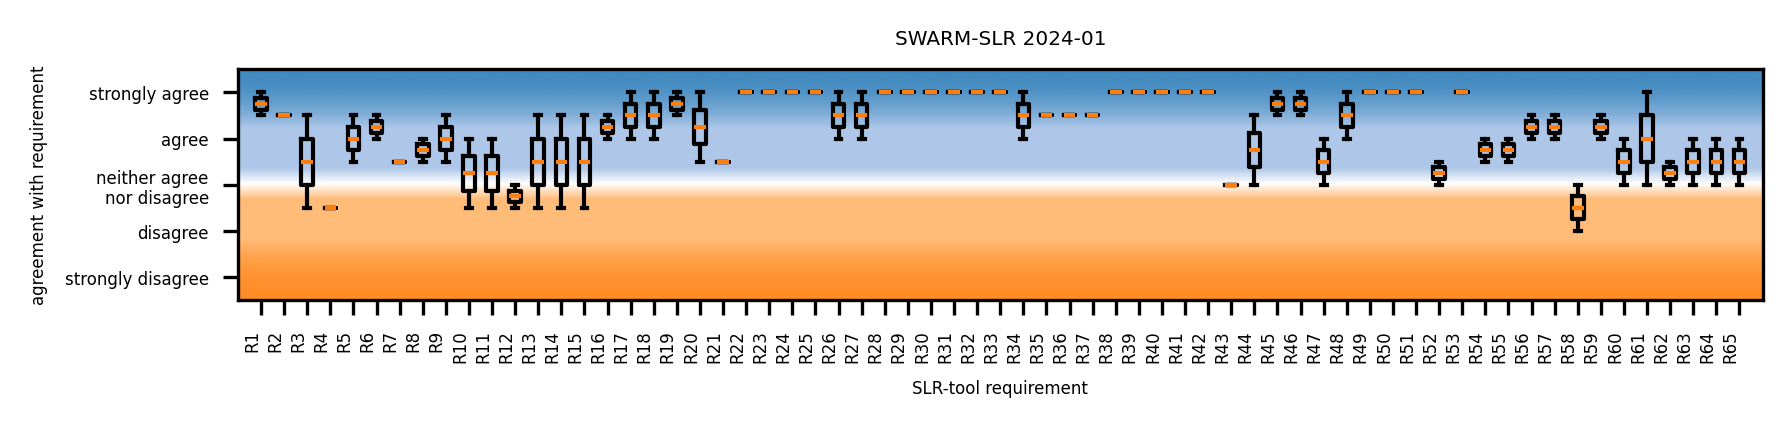 SWARM-SLR 2024-01
agreement with requirement
strongly agree
agree
neither agree
nor disagree
disagree
strongly disagree
R1
R2
R3
R4
R5
R6
R7
R8
R9
R10
R11
R12
R13
R14
R15
R16
R17
R18
R19
R20
R21
R22
R23
R24
R25
R26
R27
R28
R29
R30
R31
R32
R33
R34
R35
R36
R37
R38
R39
R40
R41
R42
R43
R44
R45
R46
R47
R48
R49
R50
R51
R52
R53
R54
R55
R56
R57
R58
R59
R60
R61
R62
R63
R64
R65
SLR-tool requirement